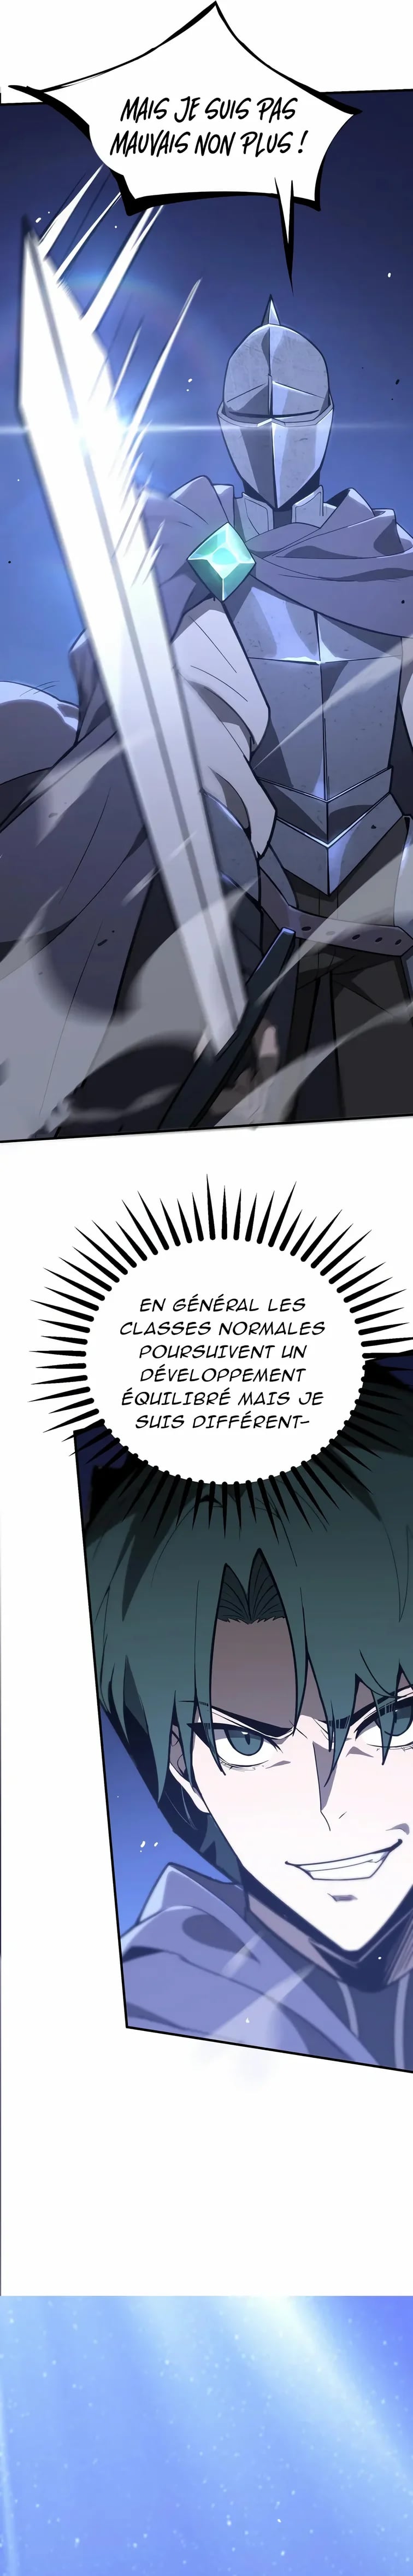 MAIS JE SUIS PAS
MAUVAIS NON PLUS !
EN GÉNÉRAL LES
CLASSES NORMALES
POURSUIVENT UN
DÉVELOPPEMENT
ÉQUILIBRÉ MAIS JE
SUIS DIFFÉRENT-